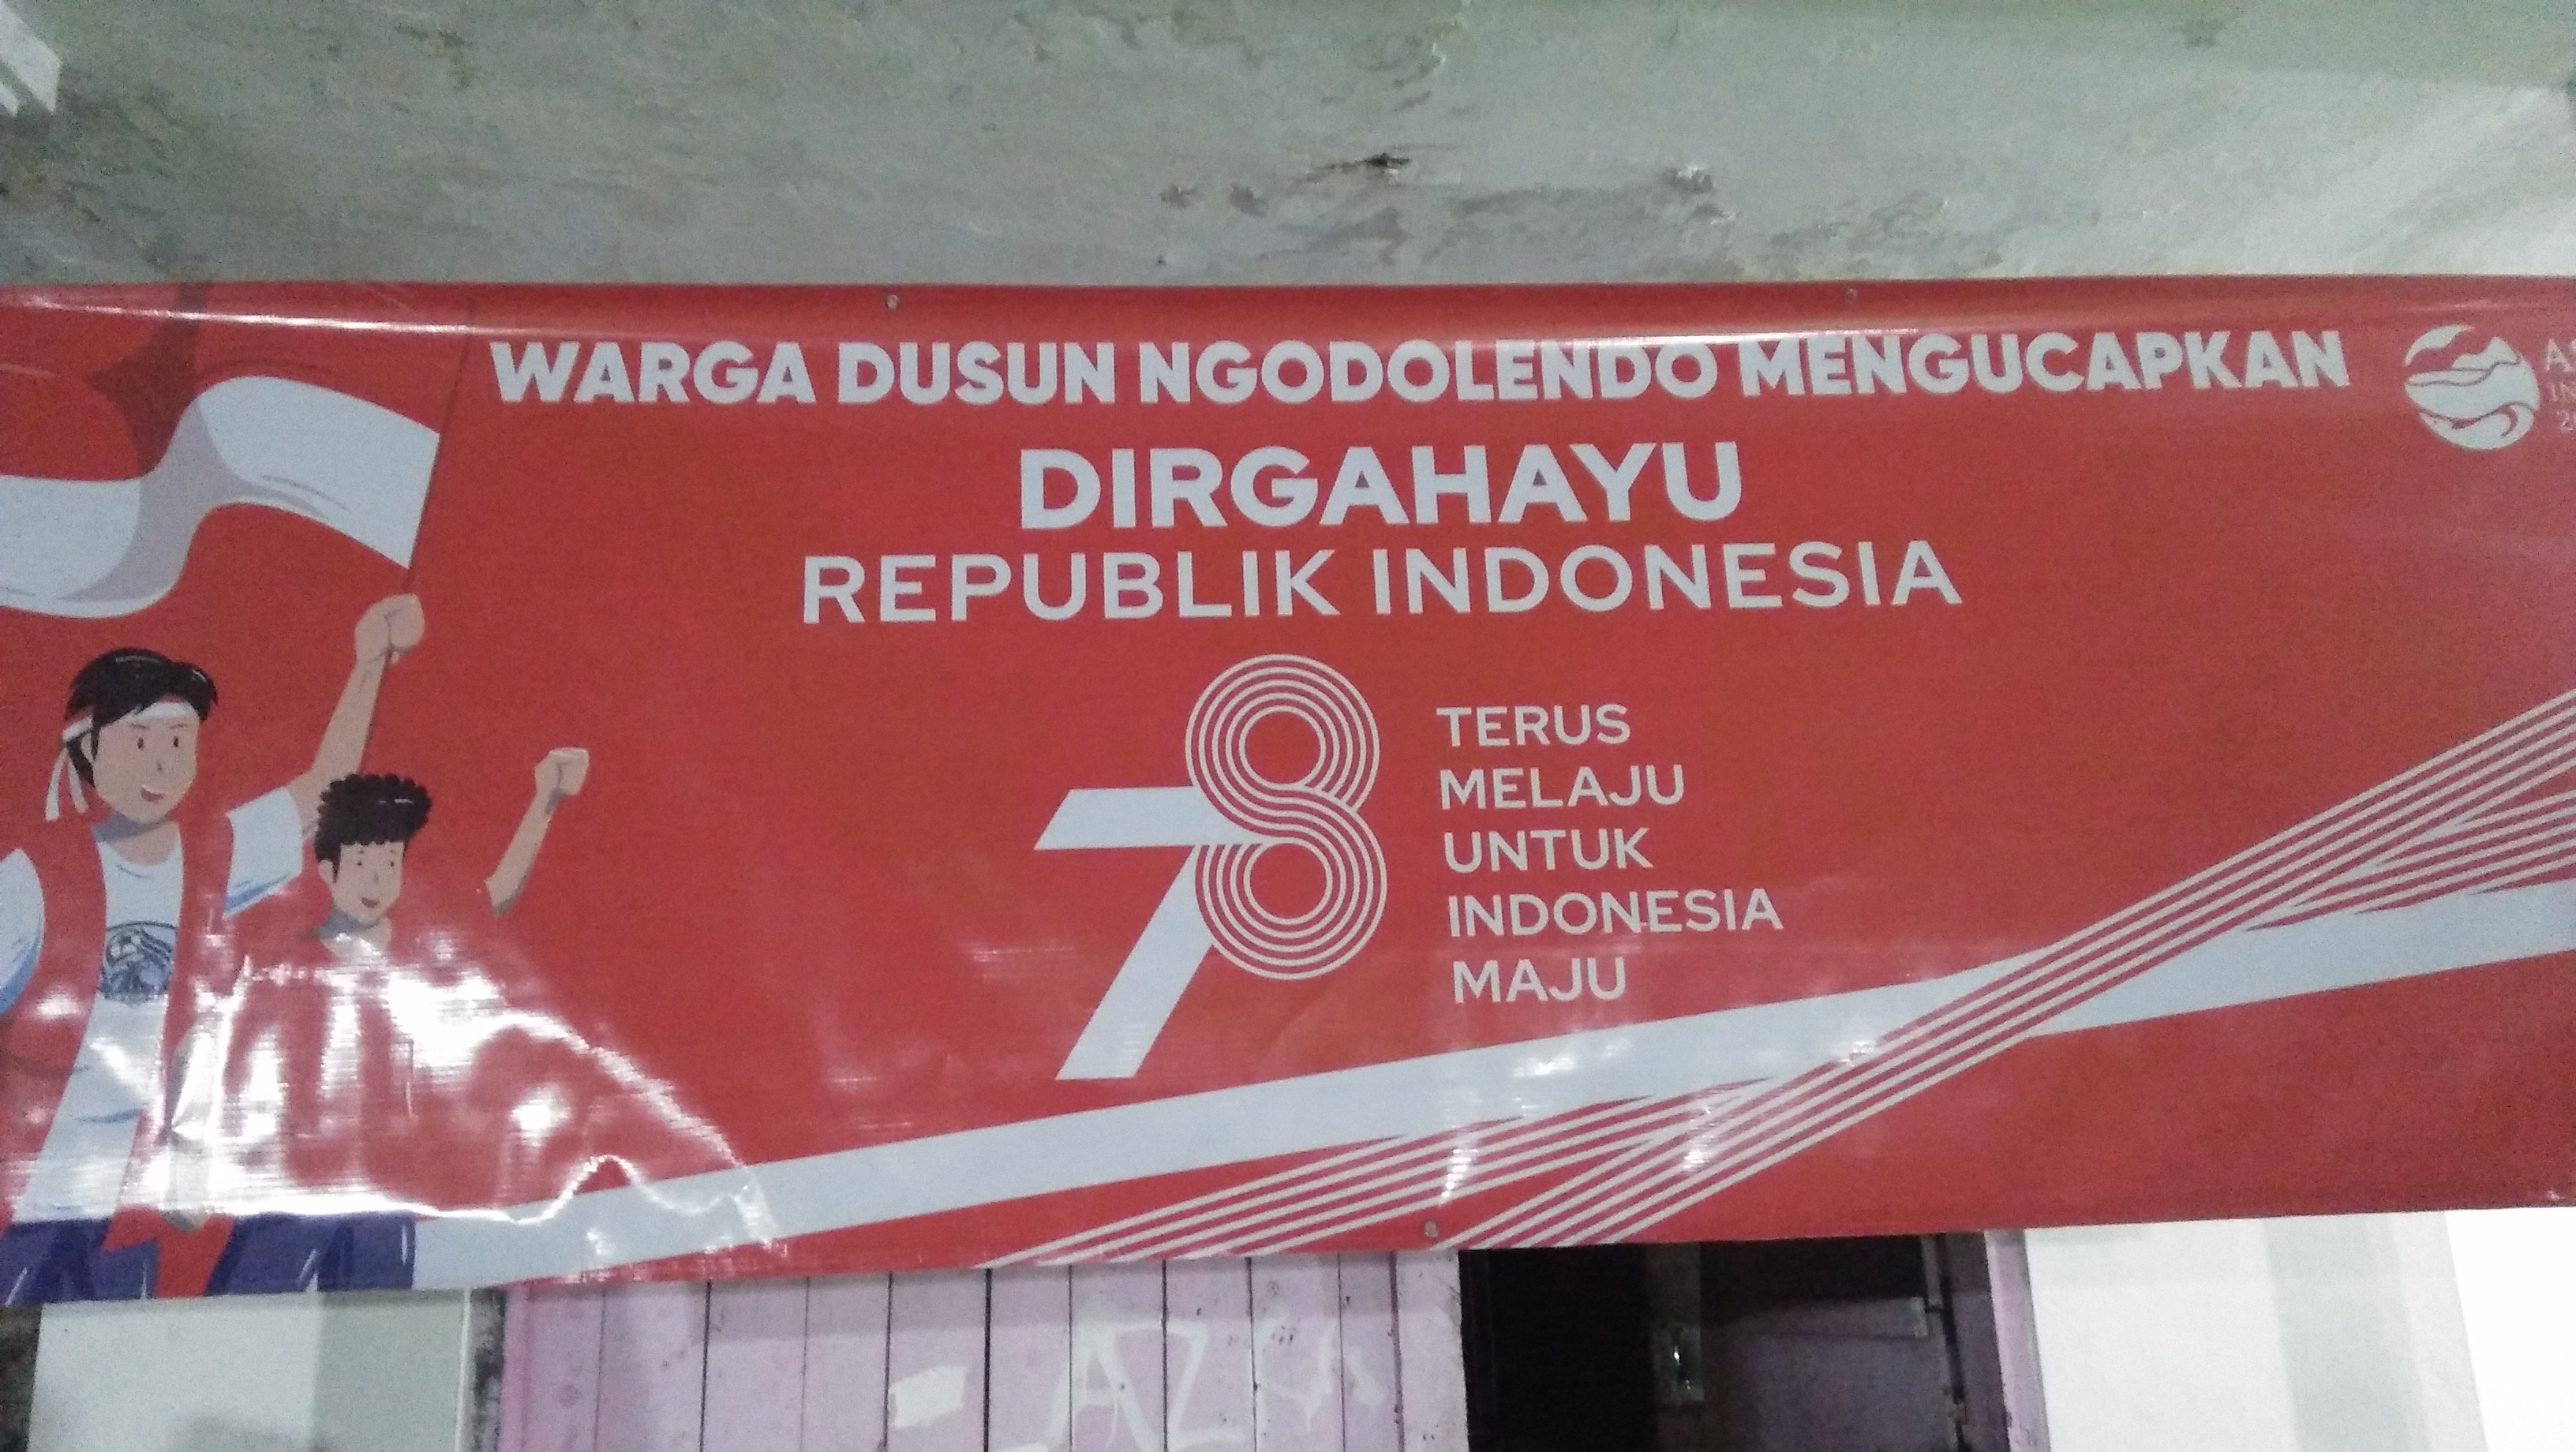 WARGA DUSUN NGODOLENDO MENGUCAPKAN
DIRGAHAYU
REPUBLIK INDONESIA
78
TERUS
MELAJU
UNTUK
INDONESIA
MAJU